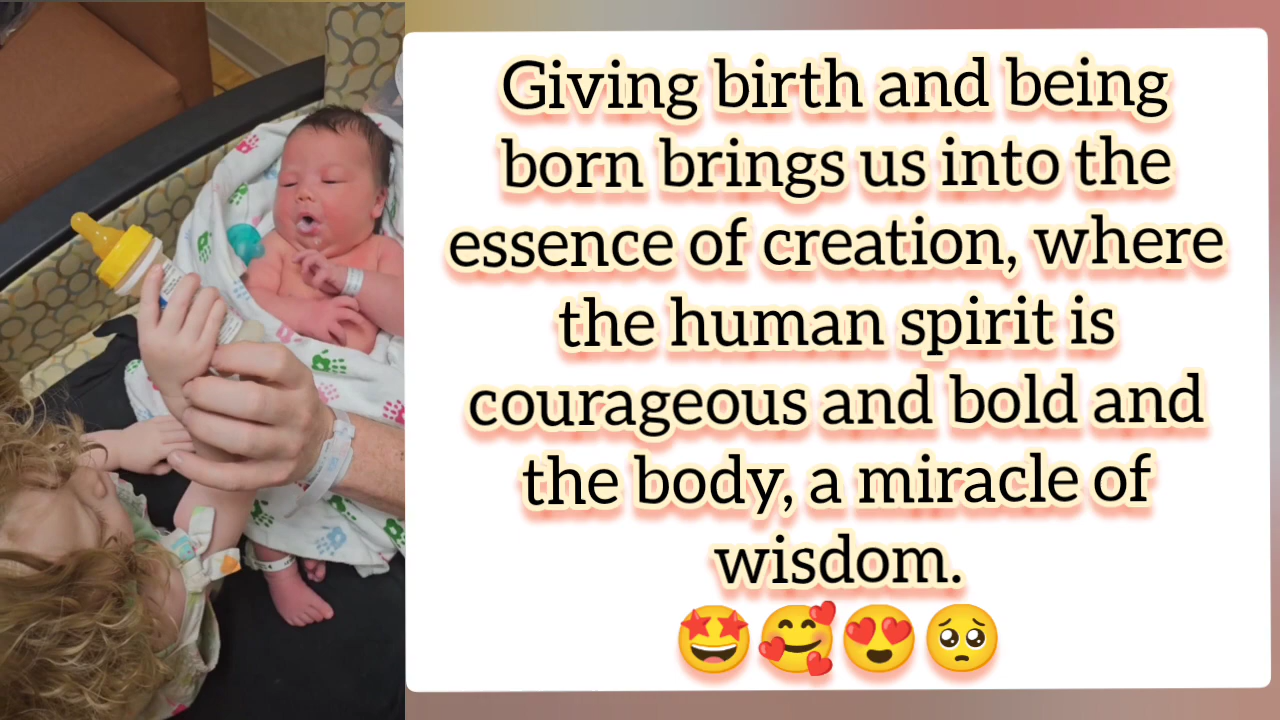 Giving birth and being
born brings us into the
essence of creation, where
the human spirit is
courageous and bold and
the body, a miracle of
wisdom.
🤩🥰😍🥺